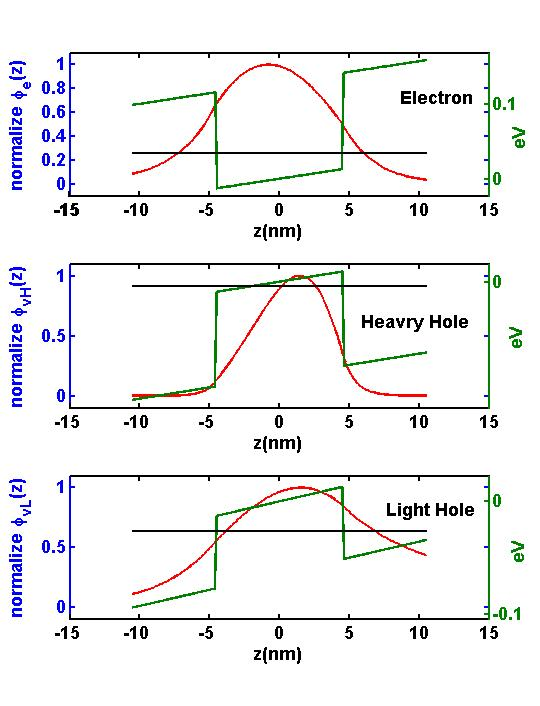 normalize ϕe(z)
1
0.8
0.6
0.4
0.2
0
Electron
0.1
0
eV
-15 -10 -5 0 5 10 15
z(nm)
normalize ϕvH(z)
1
0.5
0
Heavry Hole
0
eV
-15 -10 -5 0 5 10 15
z(nm)
normalize ϕvL(z)
1
0.5
0
Light Hole
0
-0.1
eV
-15 -10 -5 0 5 10 15
z(nm)